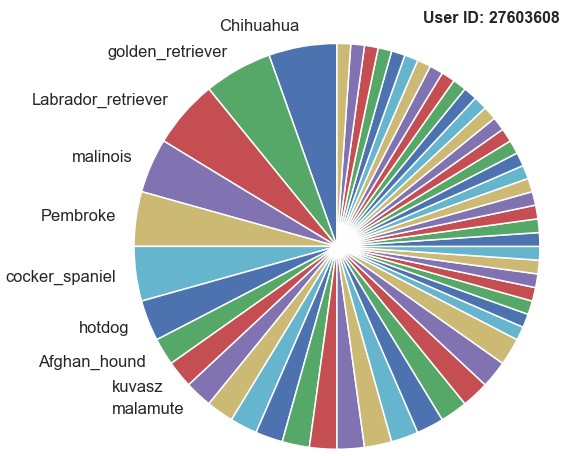 User ID: 27603608
Chihuahua
golden_retriever
Labrador_retriever
malinois
Pembroke
cocker_spaniel
hotdog
Afghan_hound
kuvasz
malamute